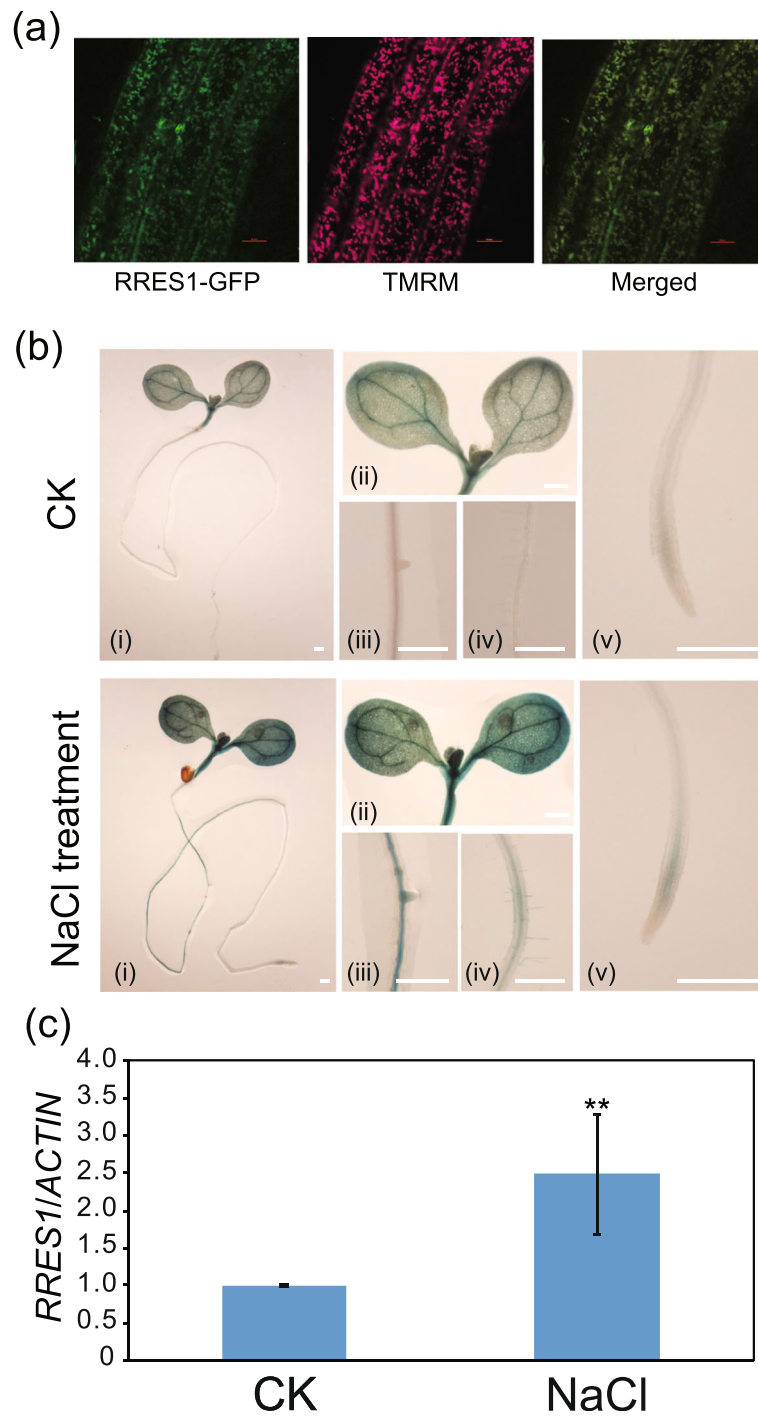 (a)
RRES1-GFP TMRM Merged
(b)
CK
(i) (ii) (iii) (iv) (v)
NaCl treatment
(i) (ii) (iii) (iv) (v)
(c)
RRES1/ACTIN
4.0
3.5
3.0
2.5
2.0
1.5
1.0
0.5
0
**
CK NaCl